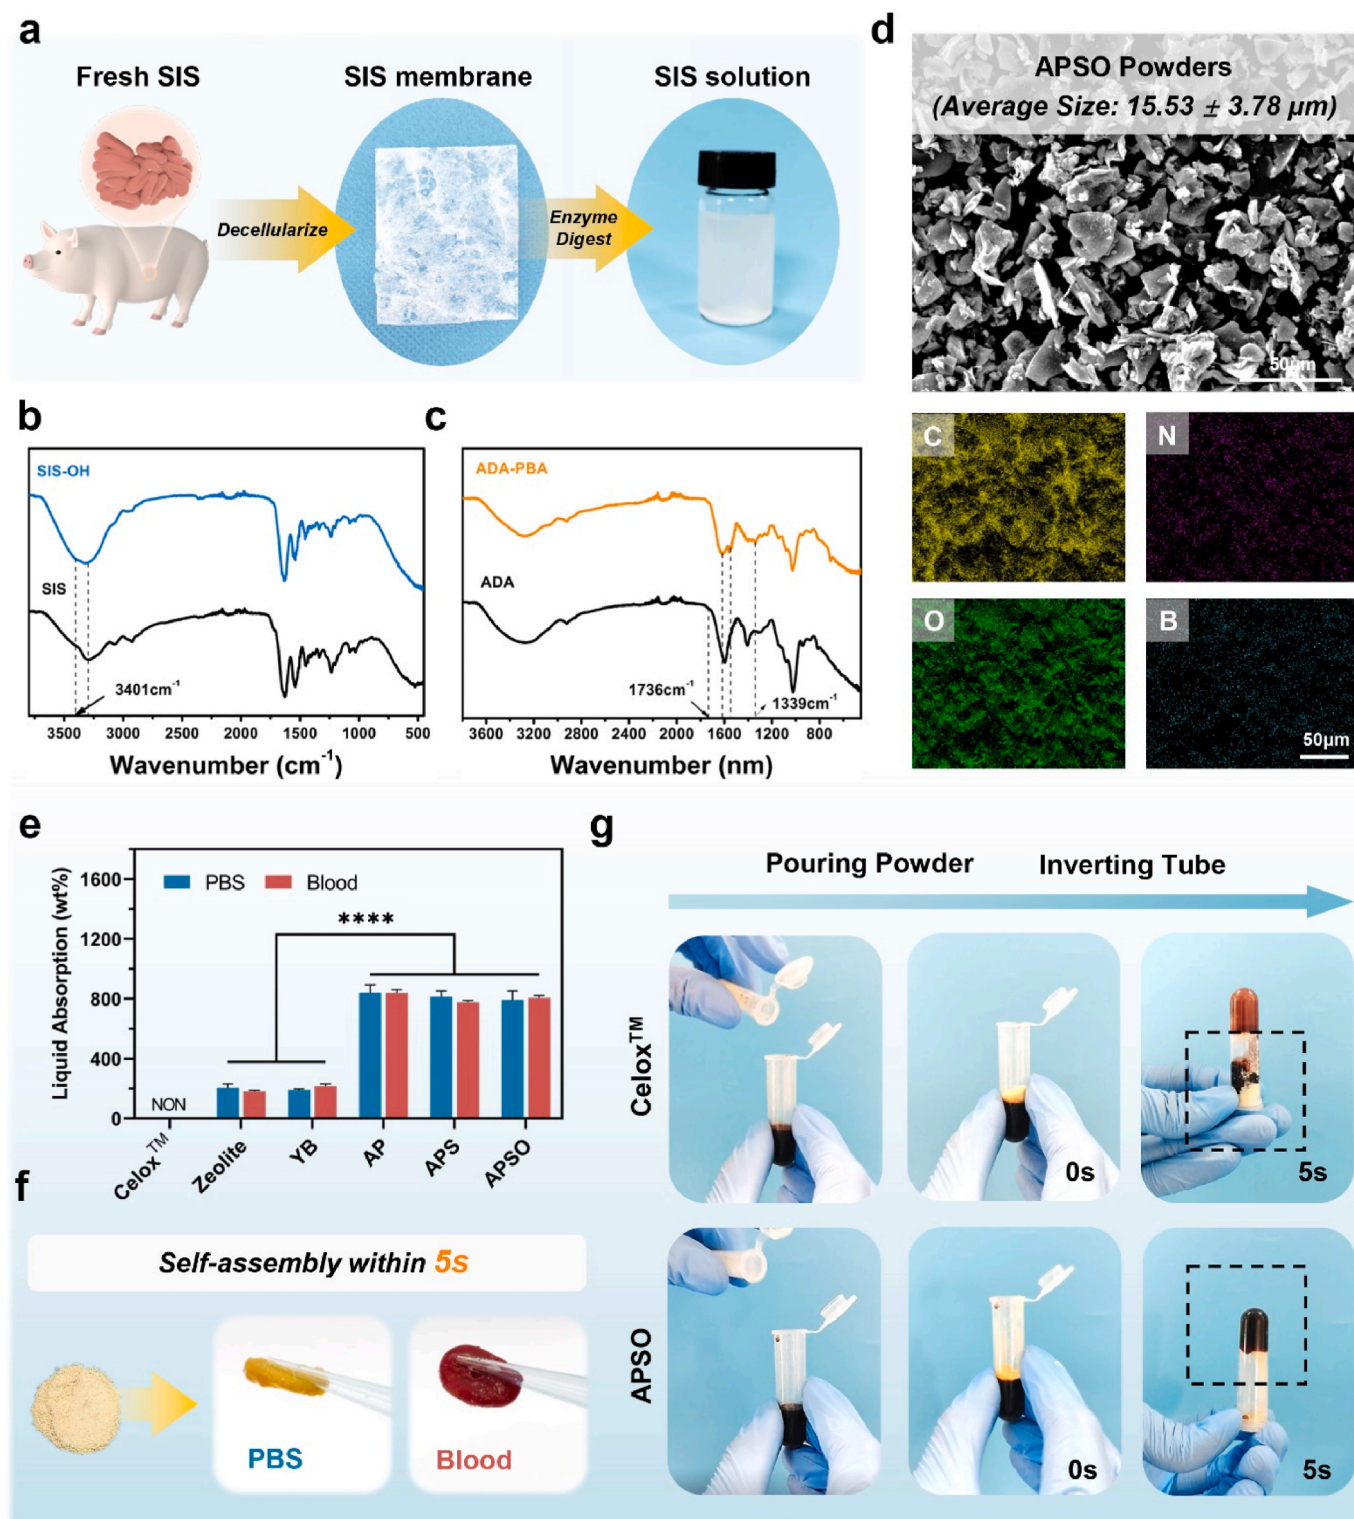 a
Fresh SIS
SIS membrane
SIS solution
Decellularize
Enzyme
Digest
d
APSO Powders
(Average Size: 15.53 ± 3.78 μm)
50μm
C
N
O
B
50μm
b
SIS-OH
SIS
3401cm⁻¹
3500 3000 2500 2000 1500 1000 500
Wavenumber (cm⁻¹)
c
ADA-PBA
ADA
1736cm⁻¹
1339cm⁻¹
3600 3200 2800 2400 2000 1600 1200 800
Wavenumber (nm)
e
Liquid Absorption (wt%)
1600
1200
800
400
0
PBS
Blood
****
NON
Celox™
Zeolite
YB
AP
APS
APSO
f
Self-assembly within 5s
PBS
Blood
g
Pouring Powder
Inverting Tube
Celox™
0s
5s
APSO
0s
5s